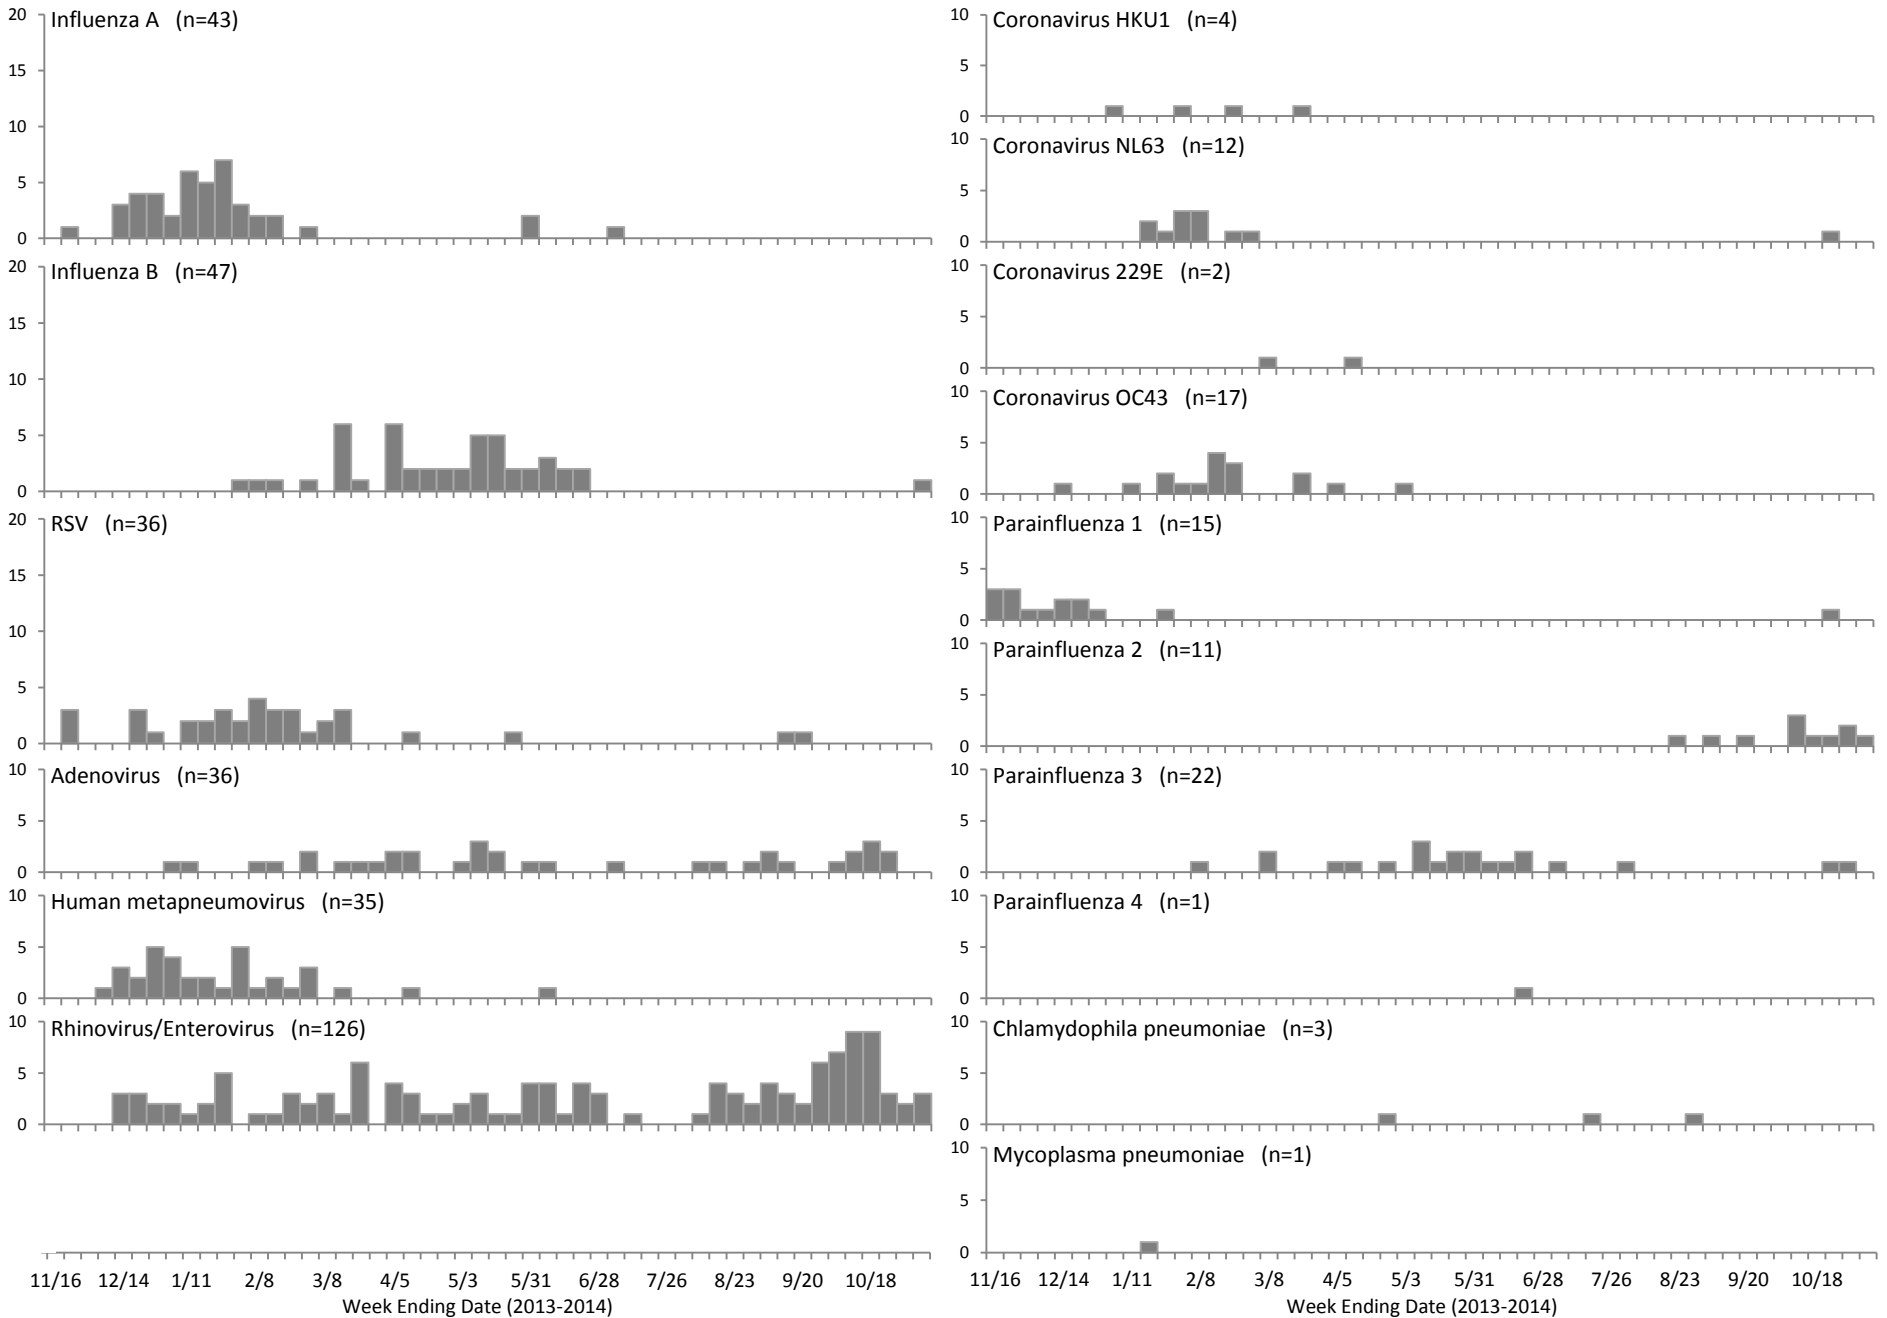 20
Influenza A (n=43)
15
10
5
0
20
Influenza B (n=47)
15
10
5
0
20
RSV (n=36)
15
10
5
0
10
Adenovirus (n=36)
5
0
10
Human metapneumovirus (n=35)
5
0
10
Rhinovirus/Enterovirus (n=126)
5
0
11/16 12/14 1/11 2/8 3/8 4/5 5/3 5/31 6/28 7/26 8/23 9/20 10/18
Week Ending Date (2013-2014)
10
Coronavirus HKU1 (n=4)
5
0
10
Coronavirus NL63 (n=12)
5
0
10
Coronavirus 229E (n=2)
5
0
10
Coronavirus OC43 (n=17)
5
0
10
Parainfluenza 1 (n=15)
5
0
10
Parainfluenza 2 (n=11)
5
0
10
Parainfluenza 3 (n=22)
5
0
10
Parainfluenza 4 (n=1)
5
0
10
Chlamydophila pneumoniae (n=3)
5
0
10
Mycoplasma pneumoniae (n=1)
5
0
11/16 12/14 1/11 2/8 3/8 4/5 5/3 5/31 6/28 7/26 8/23 9/20 10/18
Week Ending Date (2013-2014)